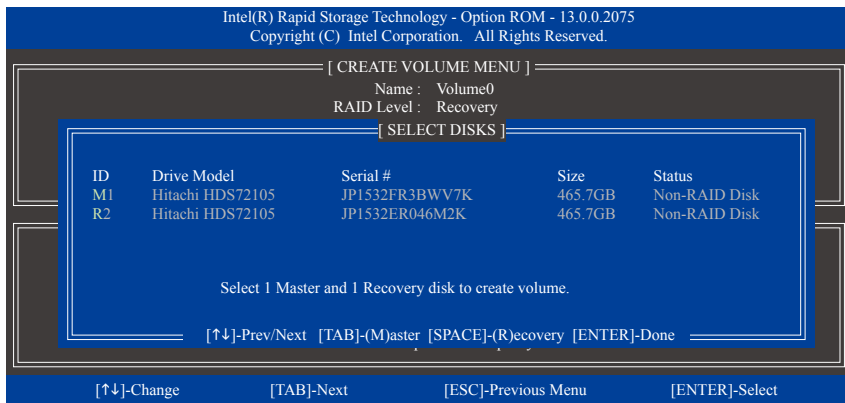 Intel(R) Rapid Storage Technology - Option ROM - 13.0.0.2075
Copyright (C) Intel Corporation. All Rights Reserved.
[ CREATE VOLUME MENU ]
Name : Volume0
RAID Level : Recovery
[ SELECT DISKS ]
ID Drive Model Serial # Size Status
M1 Hitachi HDS72105 JP1532FR3BWV7K 465.7GB Non-RAID Disk
R2 Hitachi HDS72105 JP1532ER046M2K 465.7GB Non-RAID Disk
Select 1 Master and 1 Recovery disk to create volume.
[↑↓]-Prev/Next [TAB]-(M)aster [SPACE]-(R)ecovery [ENTER]-Done
[↑↓]-Change [TAB]-Next [ESC]-Previous Menu [ENTER]-Select